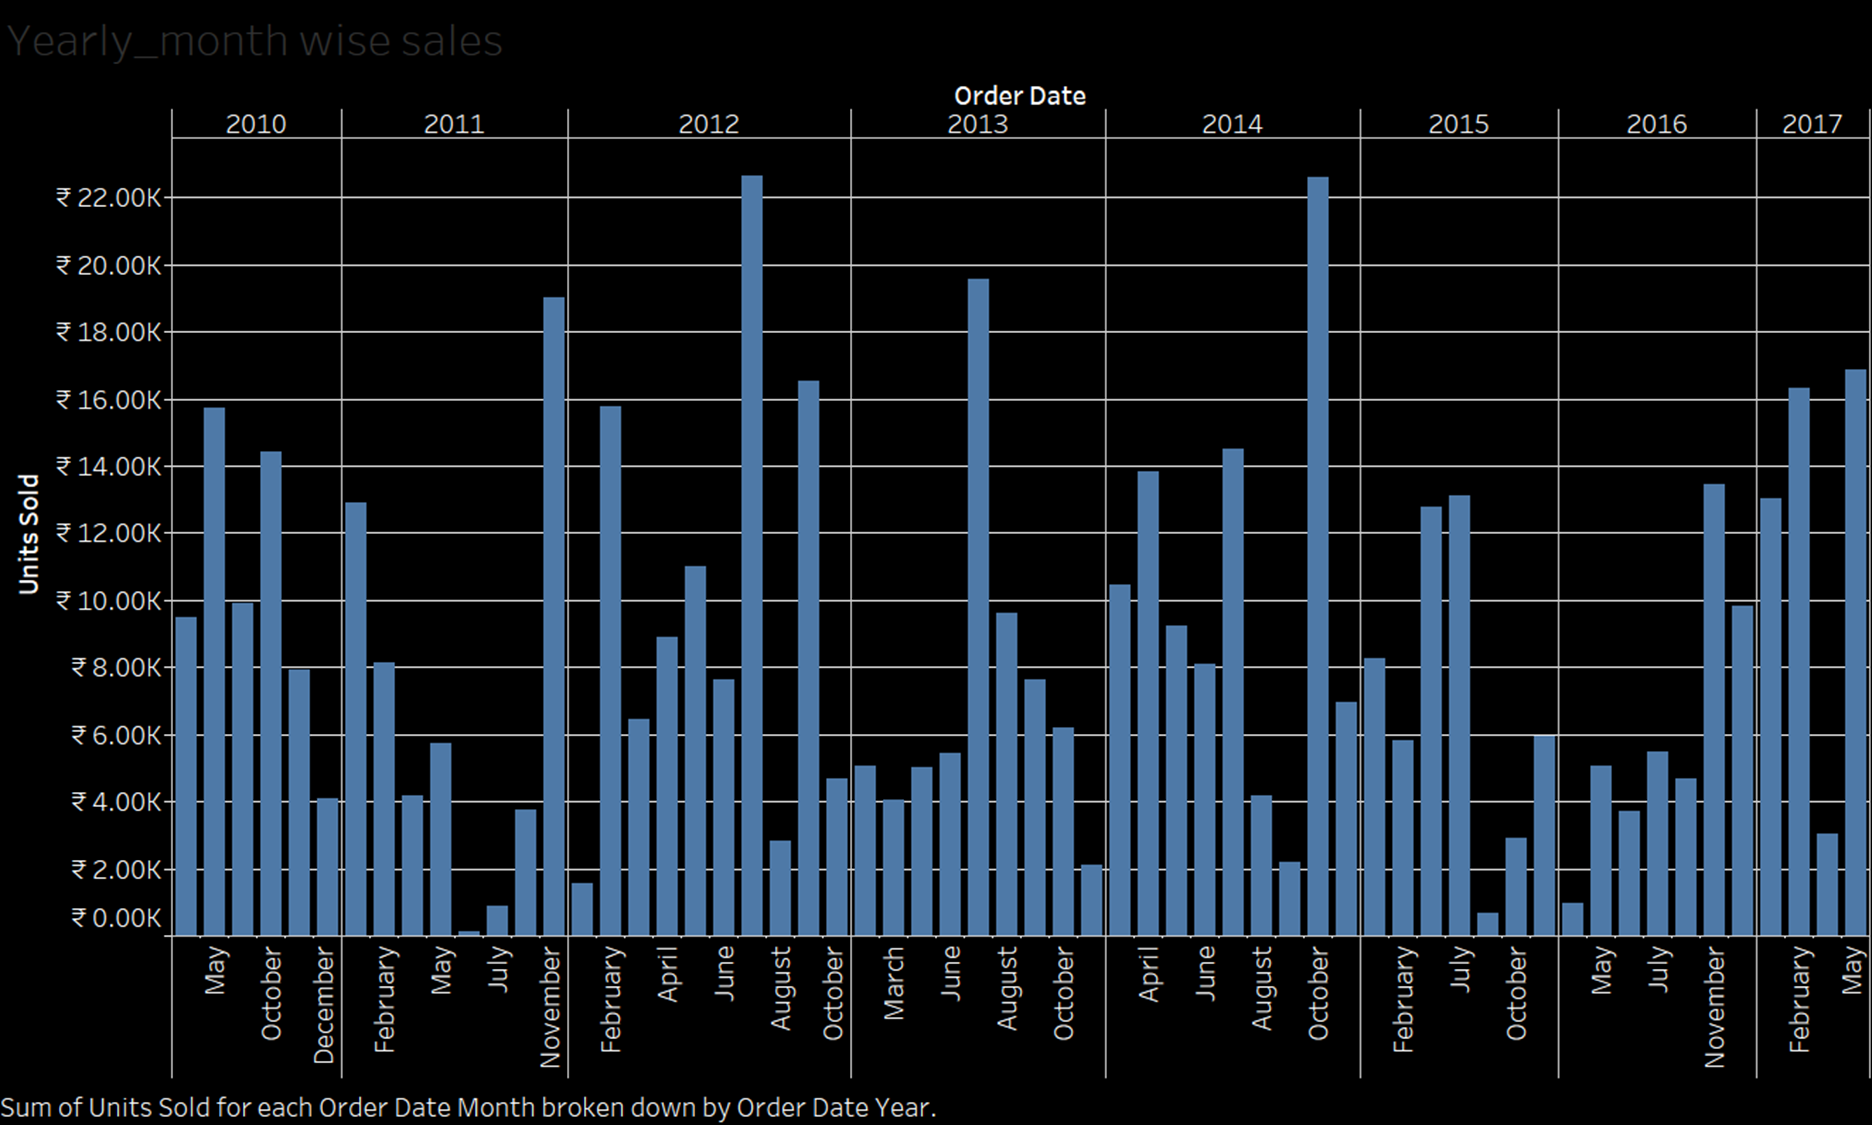 Yearly_month wise sales
Order Date
2010 2011 2012 2013 2014 2015 2016 2017
Units Sold
₹ 22.00K
₹ 20.00K
₹ 18.00K
₹ 16.00K
₹ 14.00K
₹ 12.00K
₹ 10.00K
₹ 8.00K
₹ 6.00K
₹ 4.00K
₹ 2.00K
₹ 0.00K
May October December February May July November February April June August October March June August October April June August October February July October May July November February May
Sum of Units Sold for each Order Date Month broken down by Order Date Year.